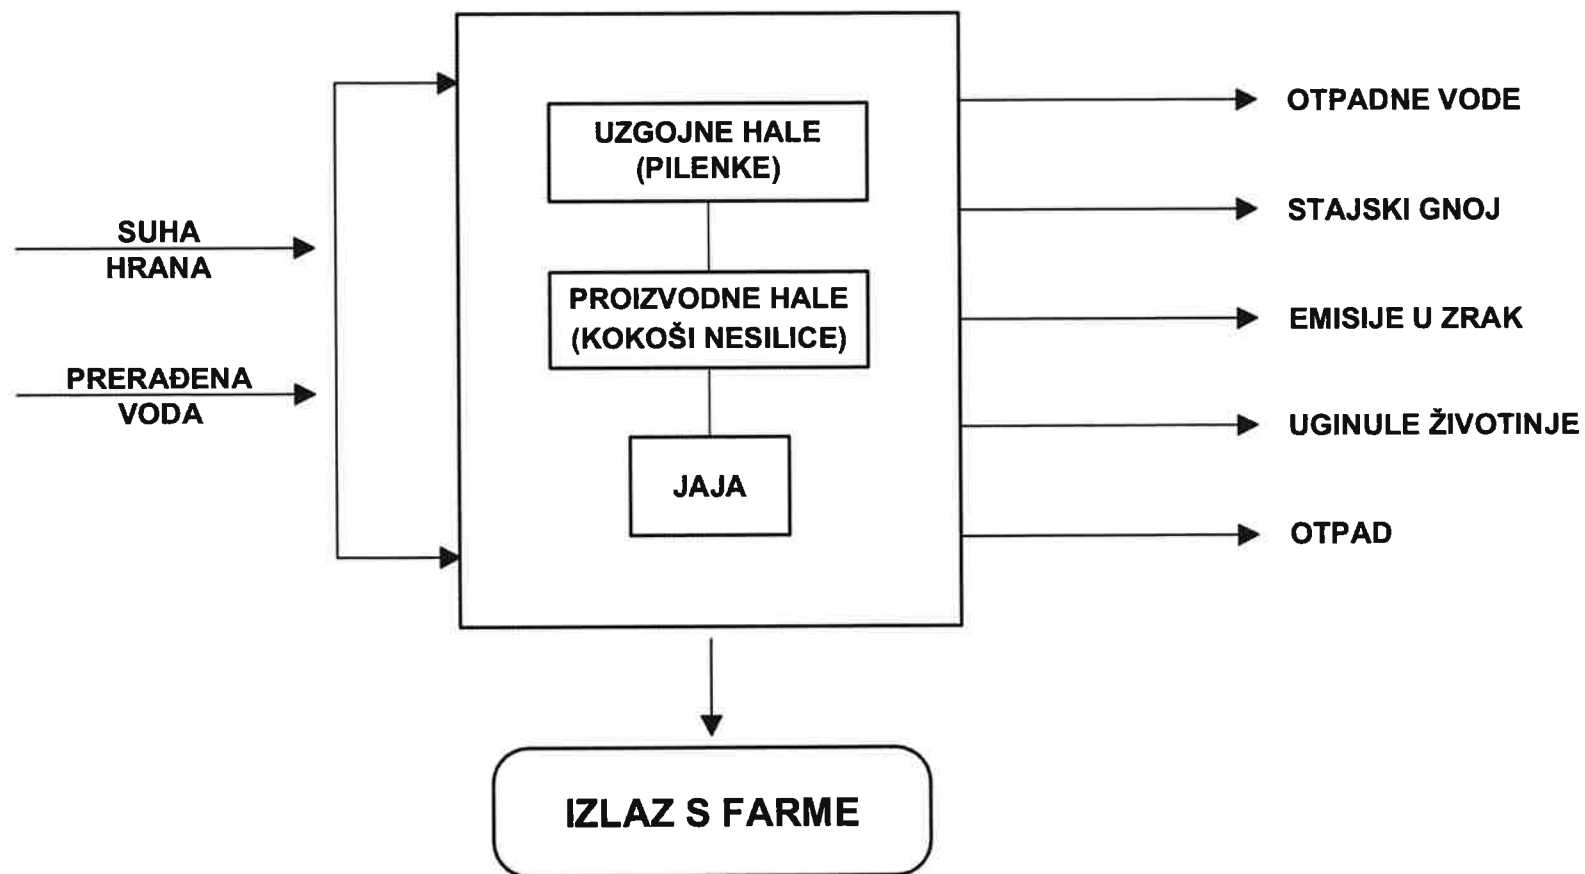 SUHA
HRANA
PRERAĐENA
VODA
UZGOJNE HALE
(PILENKE)
PROIZVODNE HALE
(KOKOŠI NESILICE)
JAJA
OTPADNE VODE
STAJSKI GNOJ
EMISIJE U ZRAK
UGINULE ŽIVOTINJE
OTPAD
IZLAZ S FARME